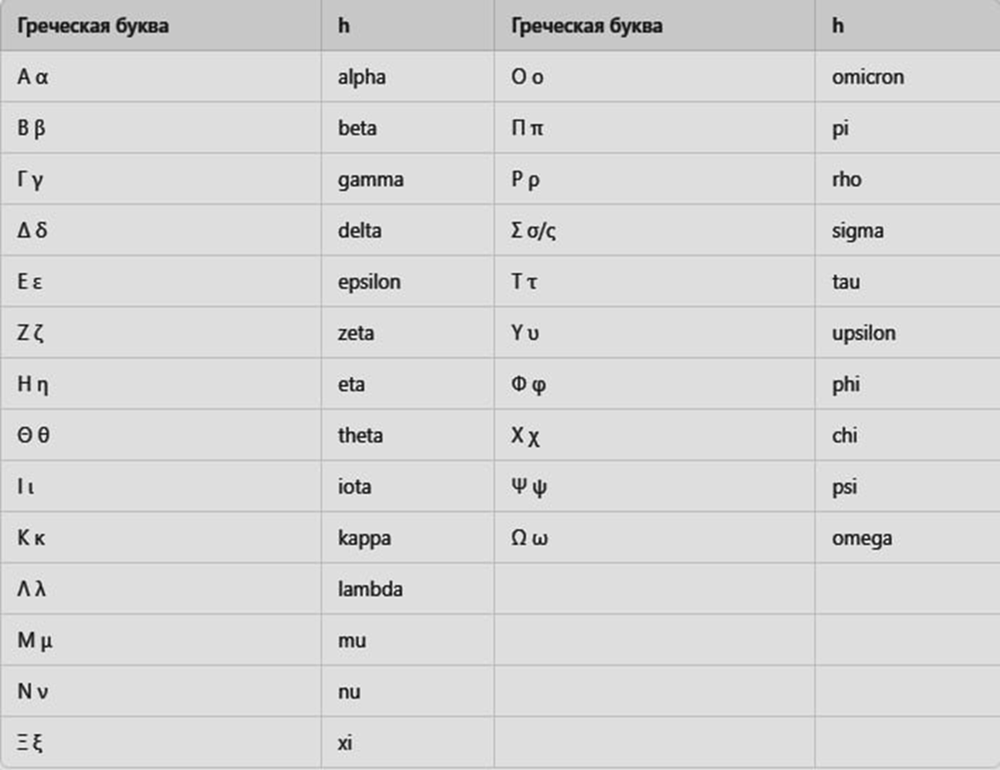 Греческая буква h Греческая буква h
Α α alpha Ο ο omicron
Β β beta Π π pi
Γ γ gamma Ρ ρ rho
Δ δ delta Σ σ/ς sigma
Ε ε epsilon Τ τ tau
Ζ ζ zeta Υ υ upsilon
Η η eta Φ φ phi
Θ θ theta Χ χ chi
Ι ι iota Ψ ψ psi
Κ κ kappa Ω ω omega
Λ λ lambda
Μ μ mu
Ν ν nu
Ξ ξ xi